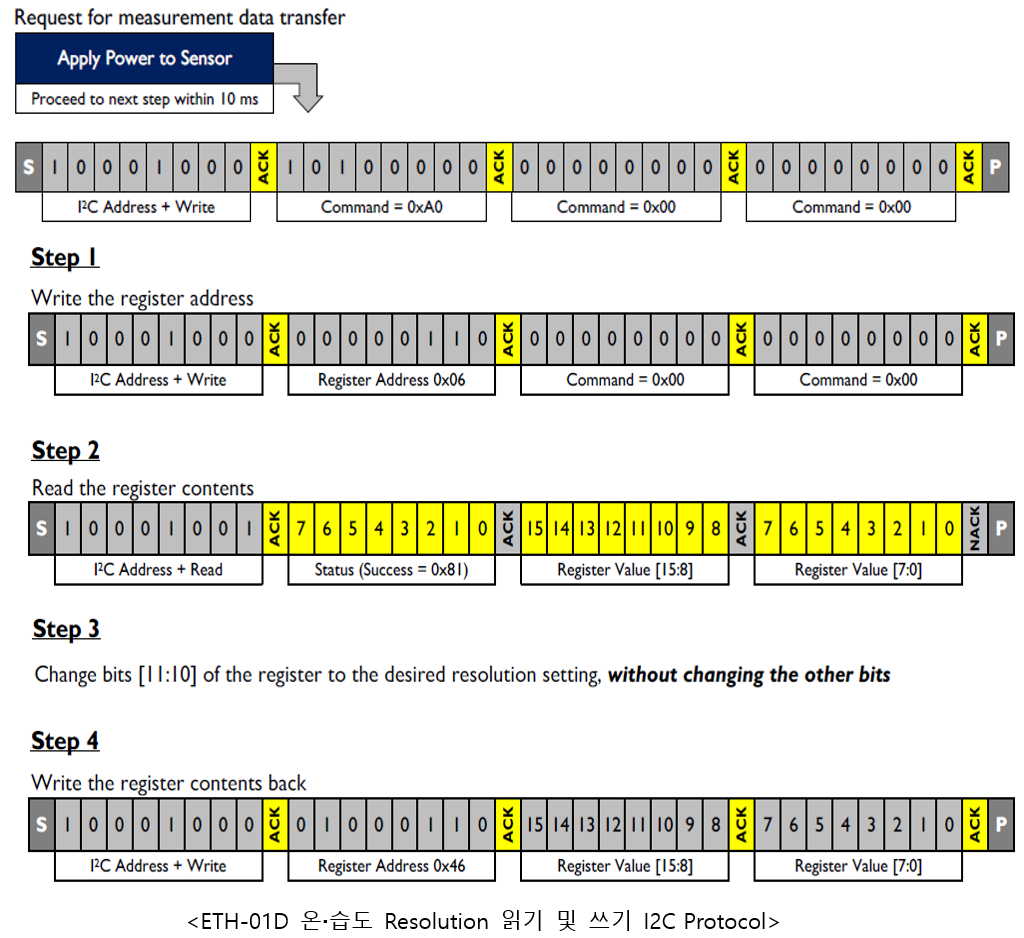 Request for measurement data transfer
Apply Power to Sensor
Proceed to next step within 10 ms
S 1 0 0 0 1 0 0 0 ACK 1 0 1 0 0 0 0 0 ACK 0 0 0 0 0 0 0 0 ACK 0 0 0 0 0 0 0 0 ACK P
I²C Address + Write Command = 0xA0 Command = 0x00 Command = 0x00
Step 1
Write the register address
S 1 0 0 0 1 0 0 0 ACK 0 0 0 0 0 1 1 0 ACK 0 0 0 0 0 0 0 0 ACK 0 0 0 0 0 0 0 0 ACK P
I²C Address + Write Register Address 0x06 Command = 0x00 Command = 0x00
Step 2
Read the register contents
S 1 0 0 0 1 0 0 1 ACK 7 6 5 4 3 2 1 0 ACK 15 14 13 12 11 10 9 8 ACK 7 6 5 4 3 2 1 0 NACK P
I²C Address + Read Status (Success = 0x81) Register Value [15:8] Register Value [7:0]
Step 3
Change bits [11:10] of the register to the desired resolution setting, without changing the other bits
Step 4
Write the register contents back
S 1 0 0 0 1 0 0 0 ACK 0 1 0 0 0 1 1 0 ACK 15 14 13 12 11 10 9 8 ACK 7 6 5 4 3 2 1 0 ACK P
I²C Address + Write Register Address 0x46 Register Value [15:8] Register Value [7:0]
<ETH-01D 온·습도 Resolution 읽기 및 쓰기 I2C Protocol>